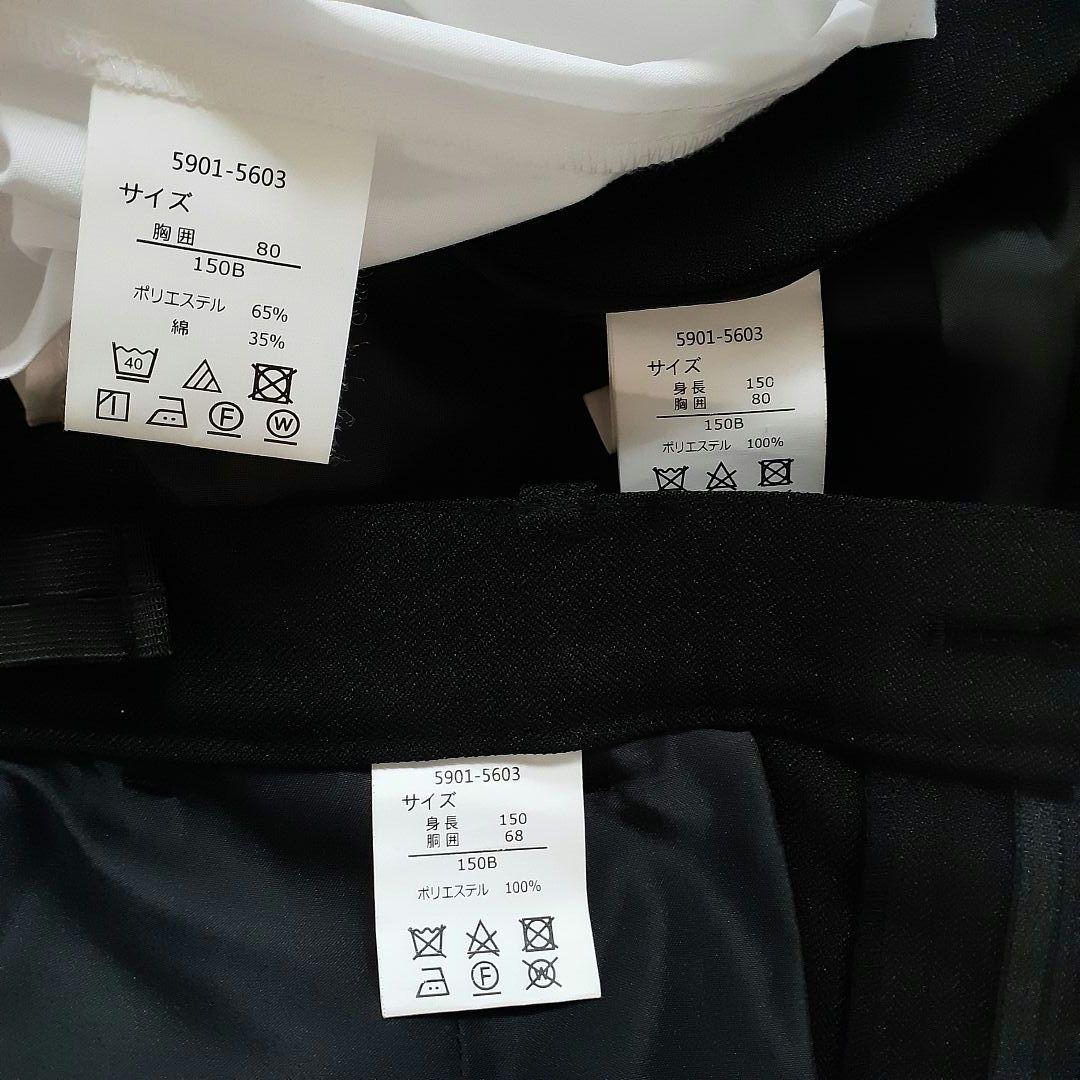 5901-5603
サイズ
胸囲 80
150B
ポリエステル 65%
綿 35%
40
F
W
5901-5603
サイズ
身長 150
胸囲 80
150B
ポリエステル 100%
5901-5603
サイズ
身長 150
胴囲 68
150B
ポリエステル 100%
F
W